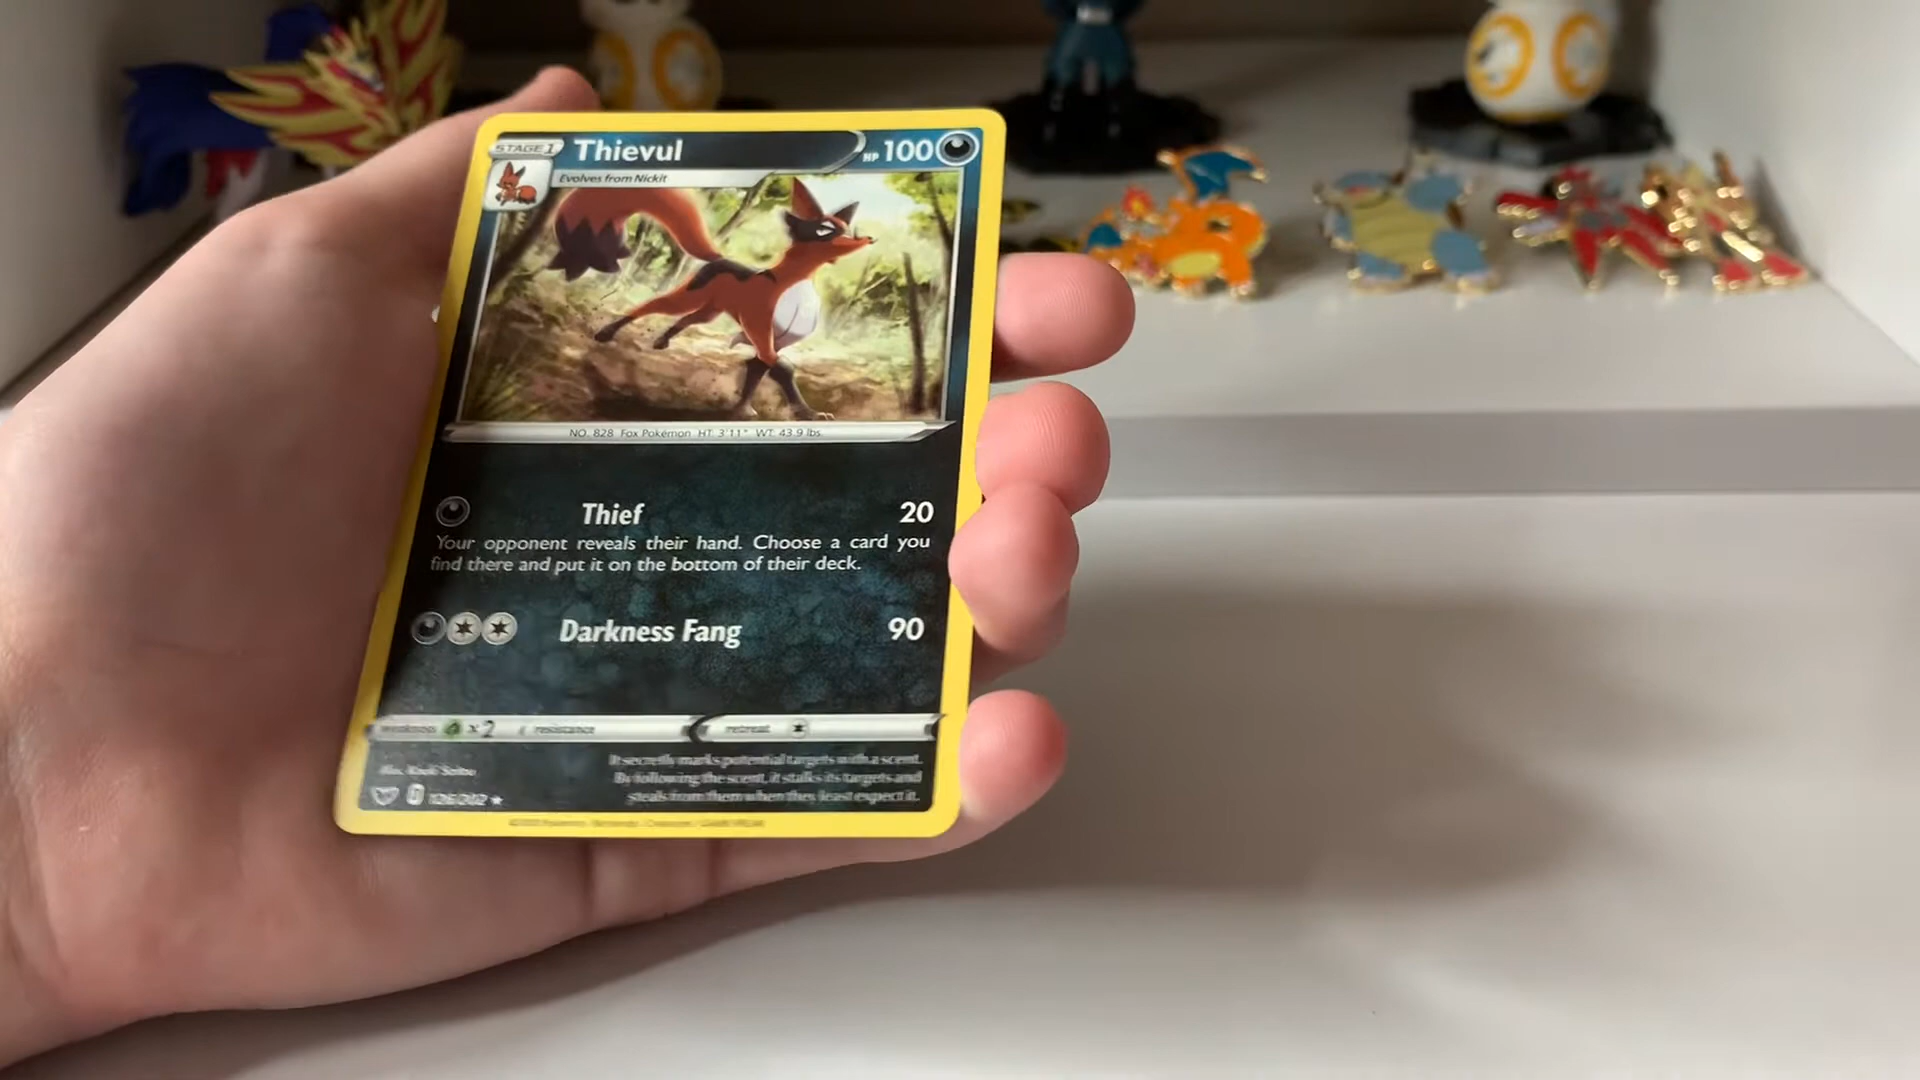 STAGE 1 Thievul HP 100
Evolves from Nickit
NO. 828 Fox Pokémon HT: 3'11" WT: 43.9 lbs.
Thief 20
Your opponent reveals their hand. Choose a card you
find there and put it on the bottom of their deck.
Darkness Fang 90
weakness x2 resistance retreat
It secretly marks potential targets with a scent.
By following the scent, it stalks its targets and
steals from them when they least expect it.
126/202